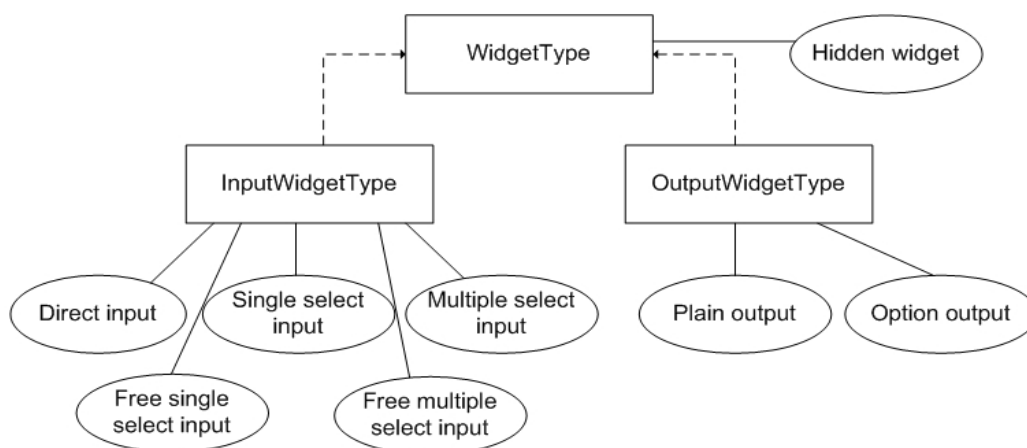 WidgetType
Hidden widget
InputWidgetType
OutputWidgetType
Direct input
Single select
input
Multiple select
input
Plain output
Option output
Free single
select input
Free multiple
select input